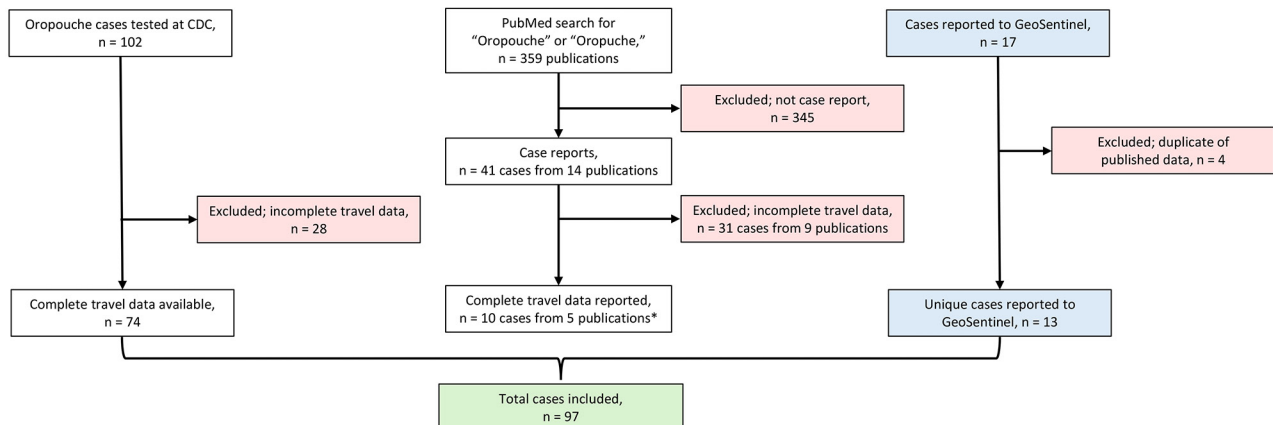 Oropouche cases tested at CDC,
n = 102
Excluded; incomplete travel data,
n = 28
Complete travel data available,
n = 74
PubMed search for
“Oropouche” or “Oropuche,”
n = 359 publications
Excluded; not case report,
n = 345
Case reports,
n = 41 cases from 14 publications
Excluded; incomplete travel data,
n = 31 cases from 9 publications
Complete travel data reported,
n = 10 cases from 5 publications*
Cases reported to GeoSentinel,
n = 17
Excluded; duplicate of
published data, n = 4
Unique cases reported to
GeoSentinel, n = 13
Total cases included,
n = 97